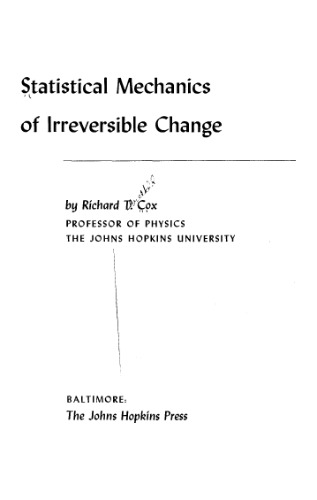 Statistical Mechanics
of Irreversible Change
by Richard T. Cox
PROFESSOR OF PHYSICS
THE JOHNS HOPKINS UNIVERSITY
BALTIMORE:
The Johns Hopkins Press